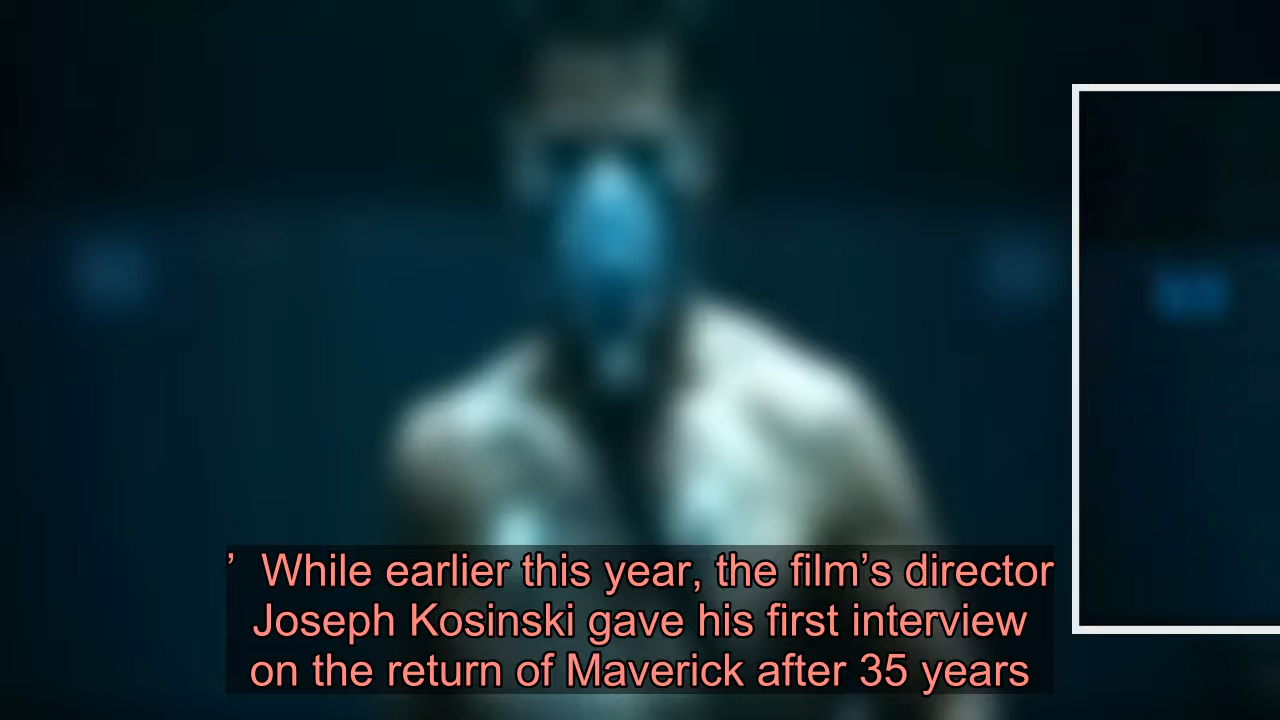 ’ While earlier this year, the film’s director
Joseph Kosinski gave his first interview
on the return of Maverick after 35 years